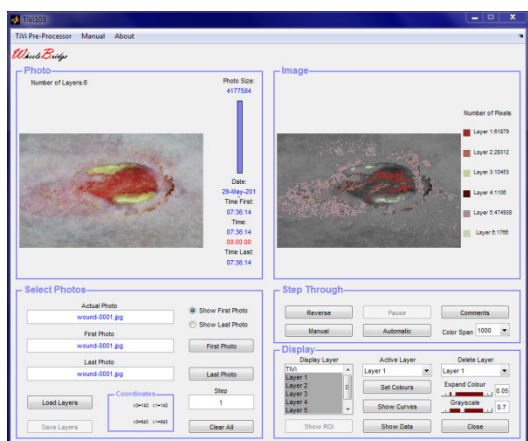 TiVi103
TiVi Pre-Processor Manual About
WheelsBridge
Photo
Number of Layers:6
Photo Size:
4177584
Date:
29-May-201
Time First:
07:36:14
Time:
07:36:14
00:00:00
Time Last:
07:36:14
Image
Number of Pixels
Layer 1:61879
Layer 2:28312
Layer 3:10453
Layer 4:1106
Layer 5:474938
Layer 6:1766
Select Photos
Actual Photo
wound-0001.jpg
First Photo
wound-0001.jpg
Last Photo
wound-0001.jpg
Show First Photo
Show Last Photo
First Photo
Last Photo
Load Layers
Save Layers
Coordinates
Step
1
Clear All
Step Through
Reverse Pause Comments
Manual Automatic Color Span 1000
Display
Display Layer
TiVi
Layer 1
Layer 2
Layer 3
Layer 4
Layer 5
Show ROI
Active Layer
Layer 1
Set Colours
Show Curves
Show Data
Delete Layer
Layer 1
Expand Colour
0.05
Grayscale
0.7
Close